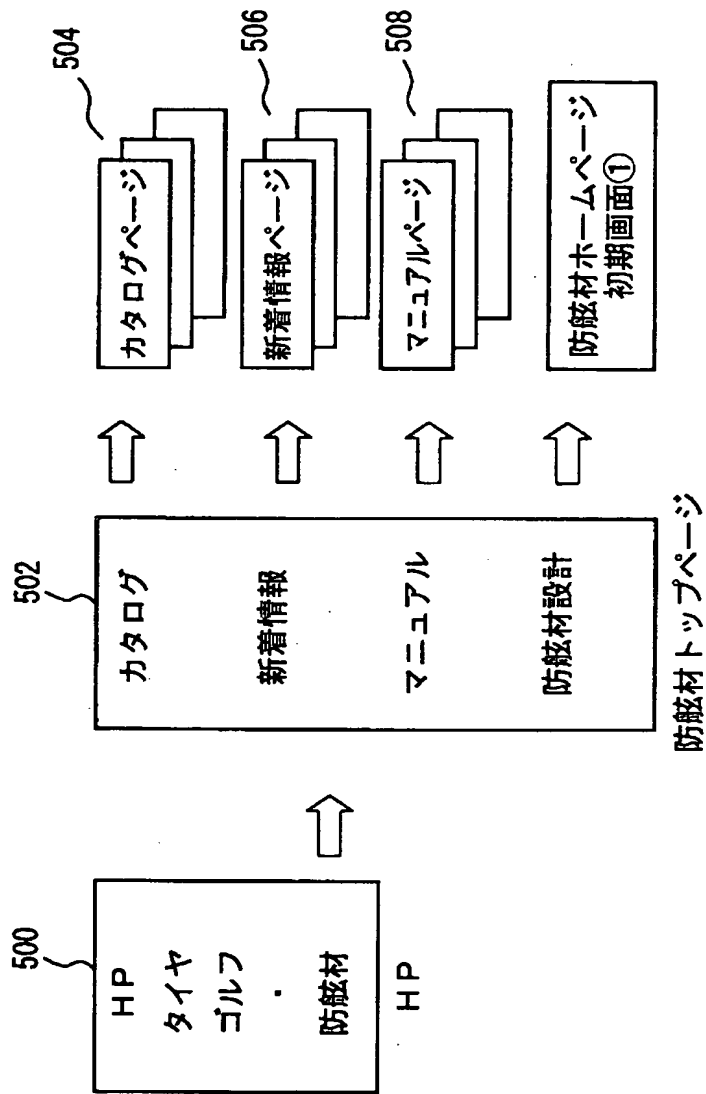 500
HP
タイヤ
ゴルフ
・
防舷材
HP
502
カタログ
新着情報
マニュアル
防舷材設計
防舷材トップページ
504
カタログページ
506
新着情報ページ
508
マニュアルページ
防舷材ホームページ
初期画面①